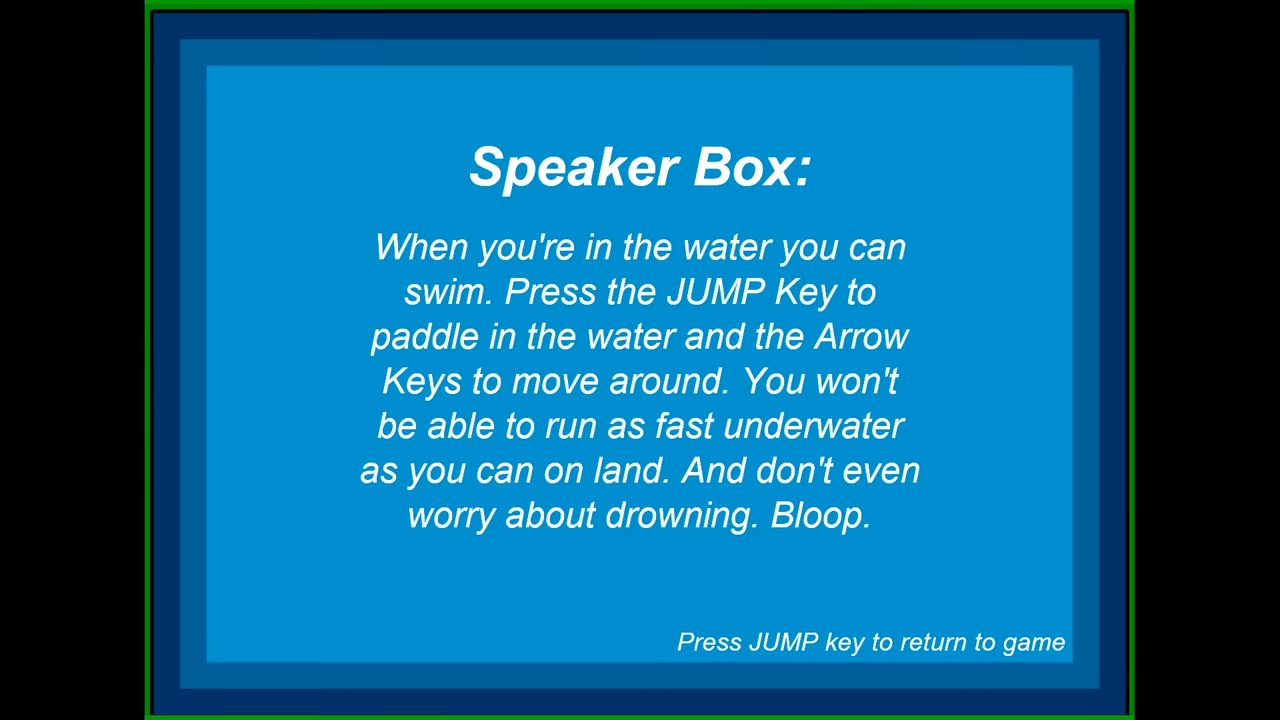 Speaker Box:
When you're in the water you can
swim. Press the JUMP Key to
paddle in the water and the Arrow
Keys to move around. You won't
be able to run as fast underwater
as you can on land. And don't even
worry about drowning. Bloop.
Press JUMP key to return to game